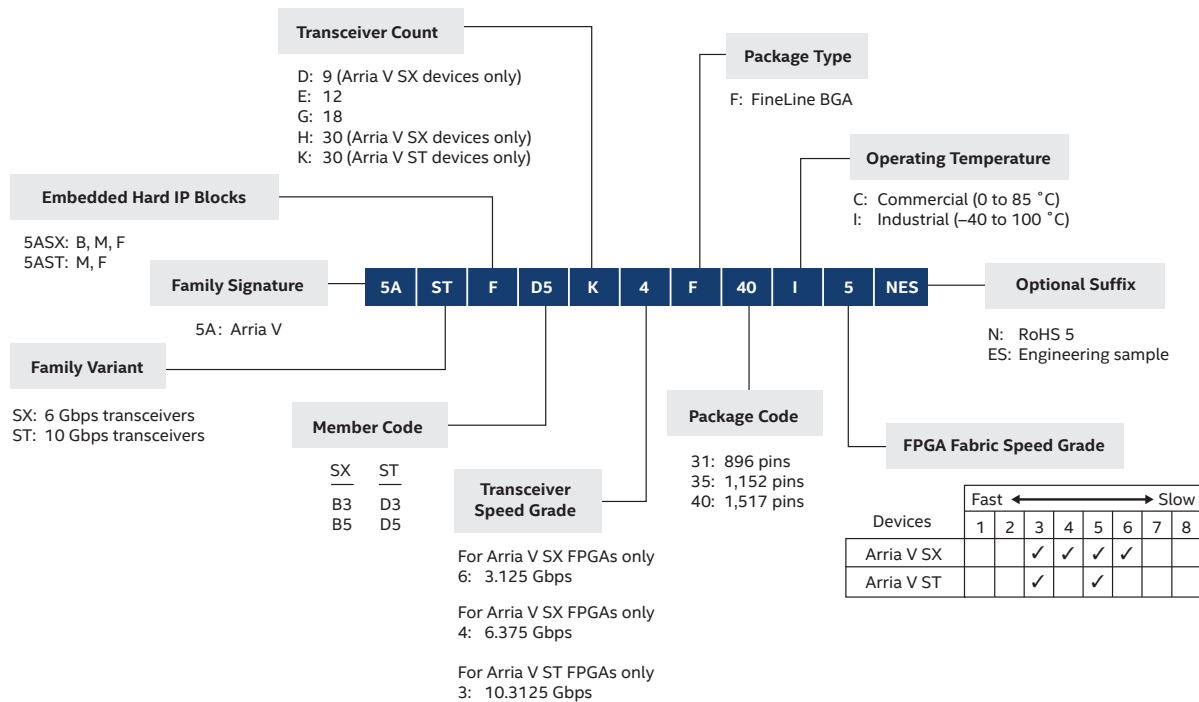 Transceiver Count
D: 9 (Arria V SX devices only)
E: 12
G: 18
H: 30 (Arria V SX devices only)
K: 30 (Arria V ST devices only)
Package Type
F: FineLine BGA
Operating Temperature
C: Commercial (0 to 85 ˚C)
I: Industrial (–40 to 100 ˚C)
Embedded Hard IP Blocks
5ASX: B, M, F
5AST: M, F
Family Signature
5A: Arria V
5A ST F D5 K 4 F 40 I 5 NES
Optional Suffix
N: RoHS 5
ES: Engineering sample
Family Variant
SX: 6 Gbps transceivers
ST: 10 Gbps transceivers
Member Code
SX ST
B3 D3
B5 D5
Transceiver
Speed Grade
For Arria V SX FPGAs only
6: 3.125 Gbps
For Arria V SX FPGAs only
4: 6.375 Gbps
For Arria V ST FPGAs only
3: 10.3125 Gbps
Package Code
31: 896 pins
35: 1,152 pins
40: 1,517 pins
FPGA Fabric Speed Grade
Fast Slow
Devices 1 2 3 4 5 6 7 8
Arria V SX ✓ ✓ ✓ ✓
Arria V ST ✓ ✓